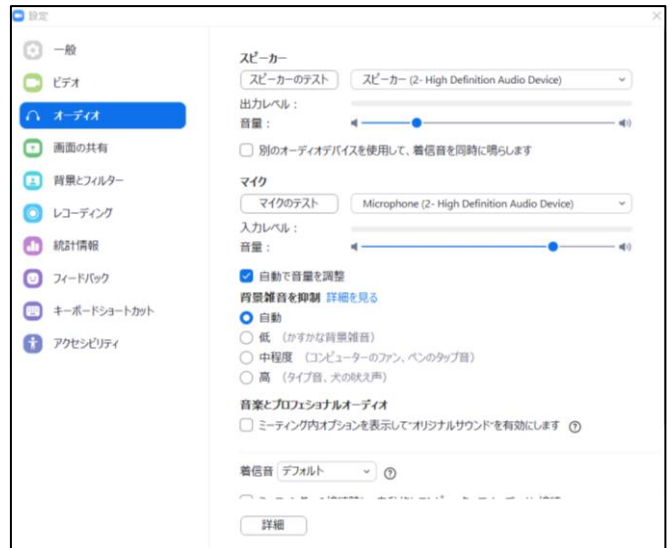 設定
一般
ビデオ
オーディオ
画面の共有
背景とフィルター
レコーディング
統計情報
フィードバック
キーボードショートカット
アクセシビリティ
スピーカー
スピーカーのテスト スピーカー (2- High Definition Audio Device)
出力レベル：
音量：
別のオーディオデバイスを使用して、着信音を同時に鳴らします
マイク
マイクのテスト Microphone (2- High Definition Audio Device)
入力レベル：
音量：
自動で音量を調整
背景雑音を抑制 詳細を見る
自動
低 （かすかな背景雑音）
中程度 （コンピューターのファン、ペンのタップ音）
高 （タイプ音、犬の吠え声）
音楽とプロフェショナルオーディオ
ミーティング内オプションを表示して"オリジナルサウンド"を有効にします
着信音 デフォルト
詳細